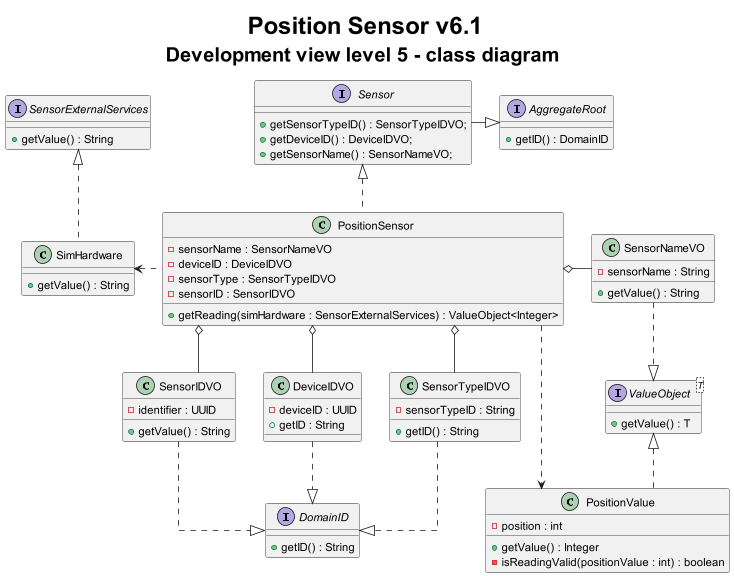 Position Sensor v6.1
Development view level 5 - class diagram
I SensorExternalServices
getValue() : String
I Sensor
getSensorTypeID() : SensorTypeIDVO;
getDeviceID() : DeviceIDVO;
getSensorName() : SensorNameVO;
I AggregateRoot
getID() : DomainID
C SimHardware
getValue() : String
C PositionSensor
sensorName : SensorNameVO
deviceID : DeviceIDVO
sensorType : SensorTypeIDVO
sensorID : SensorIDVO
getReading(simHardware : SensorExternalServices) : ValueObject<Integer>
C SensorNameVO
sensorName : String
getValue() : String
C SensorIDVO
identifier : UUID
getValue() : String
C DeviceIDVO
deviceID : UUID
getID : String
C SensorTypeIDVO
sensorTypeID : String
getID() : String
I ValueObject T
getValue() : T
I DomainID
getID() : String
C PositionValue
position : int
getValue() : Integer
isReadingValid(positionValue : int) : boolean